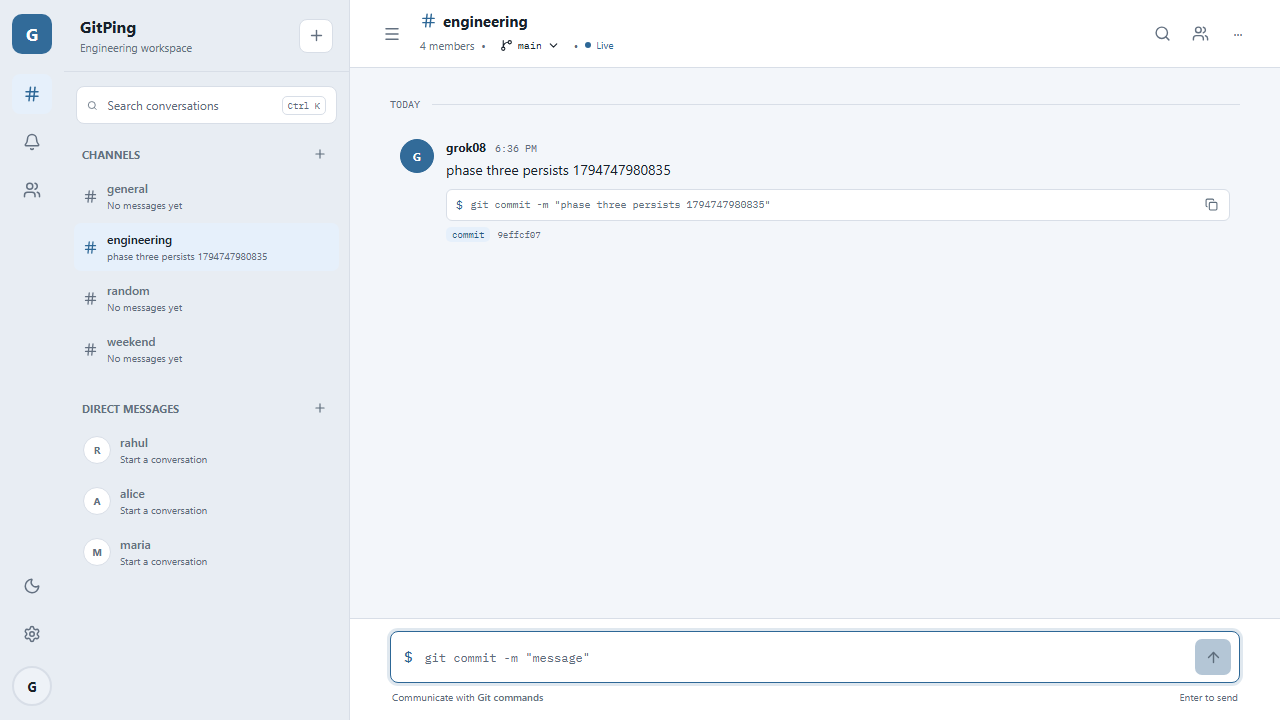 G
GitPing
Engineering workspace
Search conversations
Ctrl K
CHANNELS
general
No messages yet
engineering
phase three persists 1794747980835
random
No messages yet
weekend
No messages yet
DIRECT MESSAGES
R
rahul
Start a conversation
A
alice
Start a conversation
M
maria
Start a conversation
G
# engineering
4 members • main • Live
TODAY
G
grok08 6:36 PM
phase three persists 1794747980835
$ git commit -m "phase three persists 1794747980835"
commit 9effcf07
$ git commit -m "message"
Communicate with Git commands
Enter to send